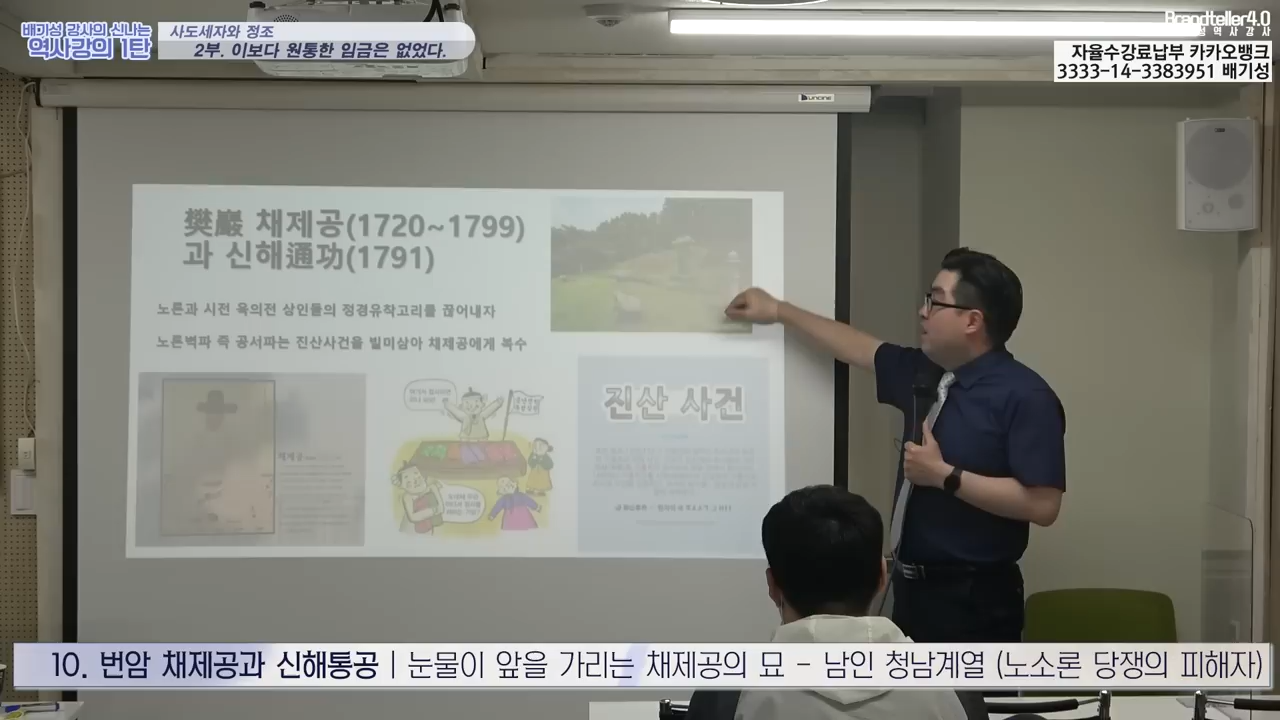 배기성 강사의 신나는
역사강의 1탄
사도세자와 정조
2부. 이보다 원통한 임금은 없었다.
Brandteller4.0
성역사강사
자율수강료납부 카카오뱅크
3333-14-3383951 배기성
樊巖 채제공(1720~1799)
과 신해通功(1791)
노론과 시전 육의전 상인들의 정경유착고리를 끊어내자
노론벽파 즉 공서파는 진산사건을 빌미삼아 채제공에게 복수
채제공
진산 사건
10. 번암 채제공과 신해통공 | 눈물이 앞을 가리는 채제공의 묘 - 남인 청남계열 (노소론 당쟁의 피해자)